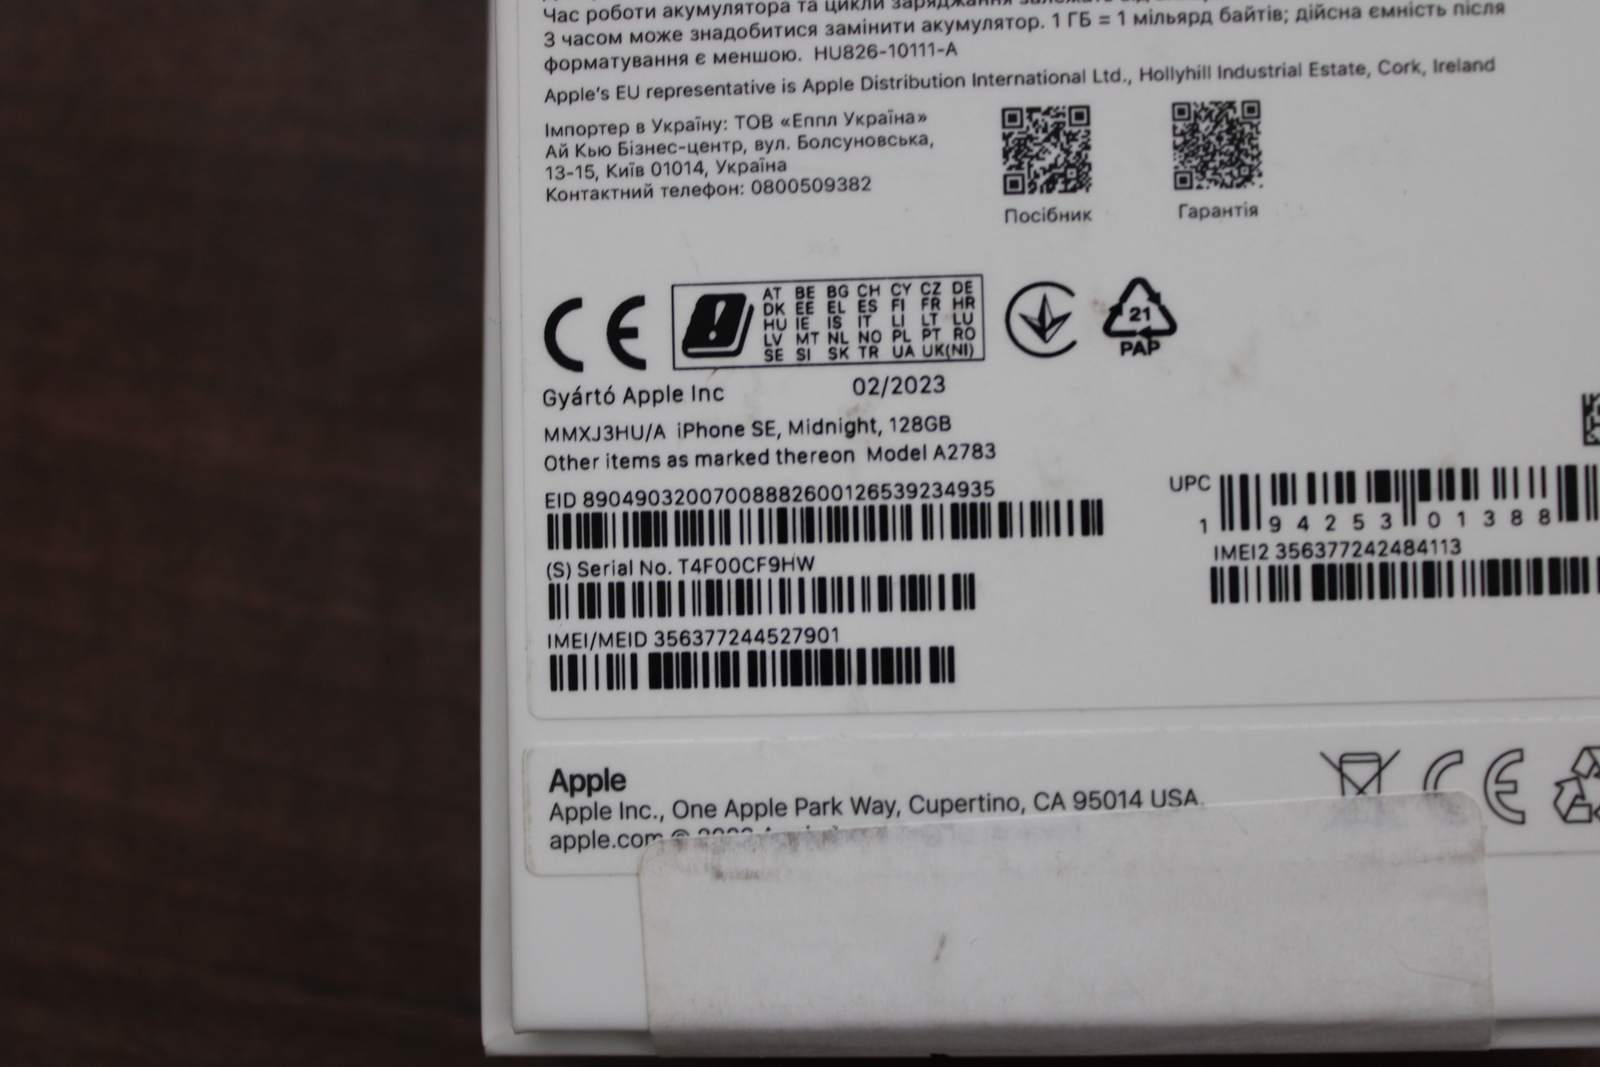 Час роботи акумулятора та цикли заряджання залежать від
З часом може знадобитися замінити акумулятор. 1 ГБ = 1 мільярд байтів; дійсна ємність після
форматування є меншою. HU826-10111-A
Apple's EU representative is Apple Distribution International Ltd., Hollyhill Industrial Estate, Cork, Ireland
Імпортер в Україну: ТОВ «Еппл Україна»
Ай Кью Бізнес-центр, вул. Болсуновська,
13-15, Київ 01014, Україна
Контактний телефон: 0800509382
Посібник
Гарантія
CE
AT BE BG CH CY CZ DE
DK EE EL ES FI FR HR
HU IE IS IT LI LT LU
LV MT NL NO PL PT RO
SE SI SK TR UA UK(NI)
21
PAP
Gyártó Apple Inc 02/2023
MMXJ3HU/A iPhone SE, Midnight, 128GB
Other items as marked thereon Model A2783
EID 89049032007008882600126539234935
UPC
1 94253 01388
(S) Serial No. T4F00CF9HW
IMEI2 356377242484113
IMEI/MEID 356377244527901
Apple
Apple Inc., One Apple Park Way, Cupertino, CA 95014 USA.
apple.com ©
CE